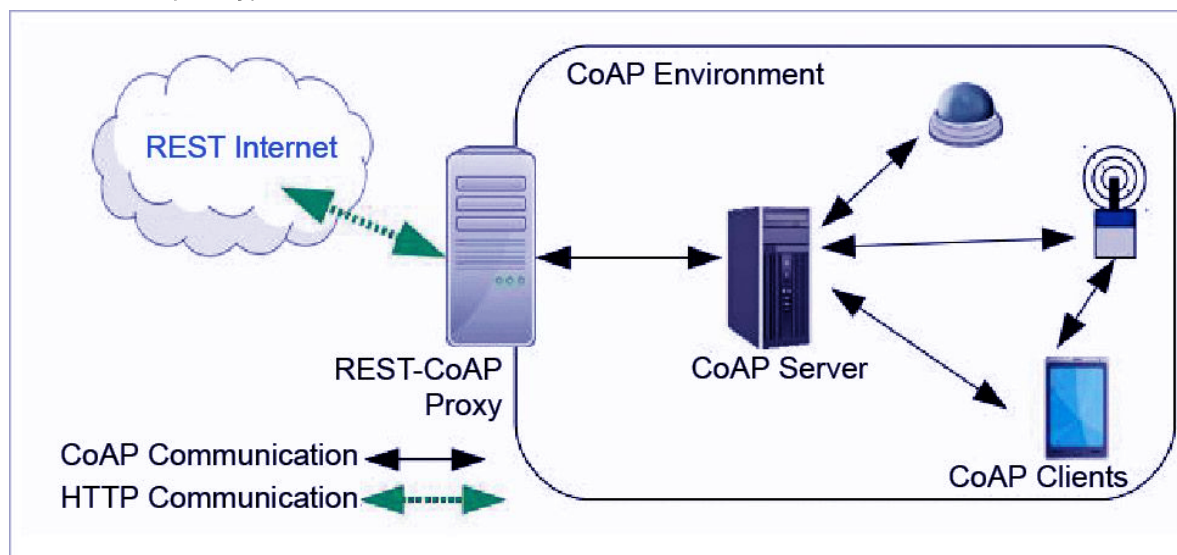 CoAP Environment
REST Internet
REST-CoAP
Proxy
CoAP Server
CoAP Clients
CoAP Communication
HTTP Communication